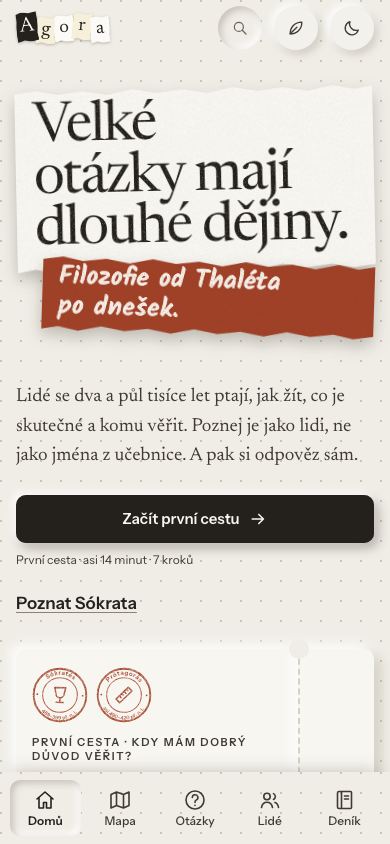 Agora
Velké
otázky mají
dlouhé dějiny.
Filozofie od Thaléta
po dnešek.
Lidé se dva a půl tisíce let ptají, jak žít, co je
skutečné a komu věřit. Poznej je jako lidi, ne
jako jména z učebnice. A pak si odpověz sám.
Začít první cestu →
První cesta · asi 14 minut · 7 kroků
Poznat Sókrata
Sókratés
Prótagorás
PRVNÍ CESTA · KDY MÁM DOBRÝ
DŮVOD VĚŘIT?
Domů
Mapa
Otázky
Lidé
Deník